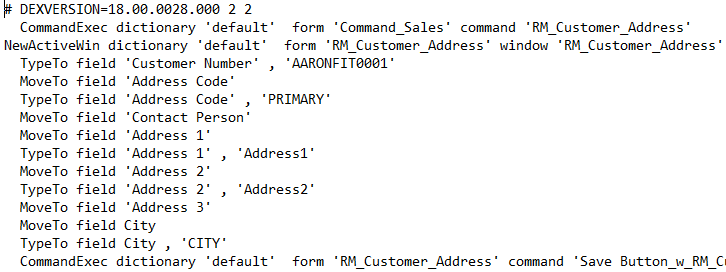 # DEXVERSION=18.00.0028.000 2 2
CommandExec dictionary 'default'  form 'Command_Sales' command 'RM_Customer_Address'
NewActiveWin dictionary 'default'  form 'RM_Customer_Address' window 'RM_Customer_Address'
TypeTo field 'Customer Number' , 'AARONFIT0001'
MoveTo field 'Address Code'
TypeTo field 'Address Code' , 'PRIMARY'
MoveTo field 'Contact Person'
MoveTo field 'Address 1'
TypeTo field 'Address 1' , 'Address1'
MoveTo field 'Address 2'
TypeTo field 'Address 2' , 'Address2'
MoveTo field 'Address 3'
MoveTo field City
TypeTo field City , 'CITY'
CommandExec dictionary 'default'  form 'RM_Customer_Address' command 'Save Button_w_RM_C